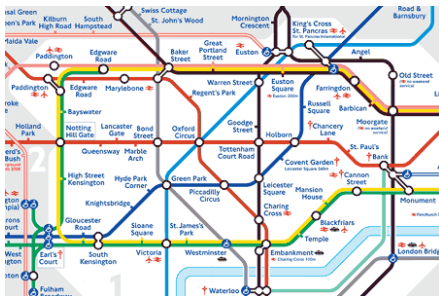 Swiss Cottage
Kilburn
High Road
South
Hampstead
St. John's Wood
Mornington
Crescent
King's Cross
St. Pancras
Road &
Barnsbury
Maida Vale
Edgware
Road
Baker
Street
Great
Portland
Street
Euston
Angel
Paddington
Paddington
Marylebone
Warren Street
Euston
Square
Old Street
Farringdon
Barbican
Edgware
Road
Regent's Park
Russell
Square
Moorgate
Bayswater
Holland
Park
Notting
Hill Gate
Lancaster
Gate
Bond
Street
Oxford
Circus
Goodge
Street
Holborn
Chancery
Lane
St. Paul's
Bank
Queensway
Marble
Arch
Tottenham
Court Road
Covent Garden
High Street
Kensington
Hyde Park
Corner
Green Park
Piccadilly
Circus
Leicester
Square
Cannon
Street
Mansion
House
Monument
Knightsbridge
Charing
Cross
Blackfriars
Gloucester
Road
Sloane
Square
St. James's
Park
Temple
Earl's
Court
South
Kensington
Victoria
Westminster
Embankment
London Bridge
Waterloo
Fulham
2
1